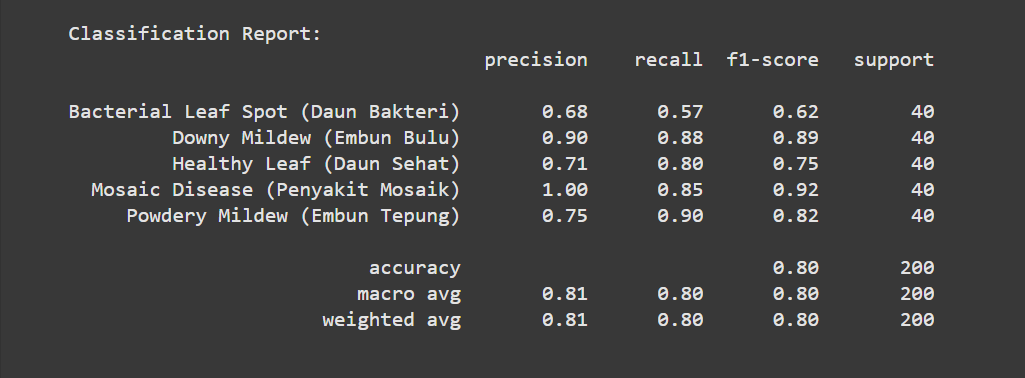 Classification Report:
precision recall f1-score support
Bacterial Leaf Spot (Daun Bakteri) 0.68 0.57 0.62 40
Downy Mildew (Embun Bulu) 0.90 0.88 0.89 40
Healthy Leaf (Daun Sehat) 0.71 0.80 0.75 40
Mosaic Disease (Penyakit Mosaik) 1.00 0.85 0.92 40
Powdery Mildew (Embun Tepung) 0.75 0.90 0.82 40
accuracy 0.80 200
macro avg 0.81 0.80 0.80 200
weighted avg 0.81 0.80 0.80 200